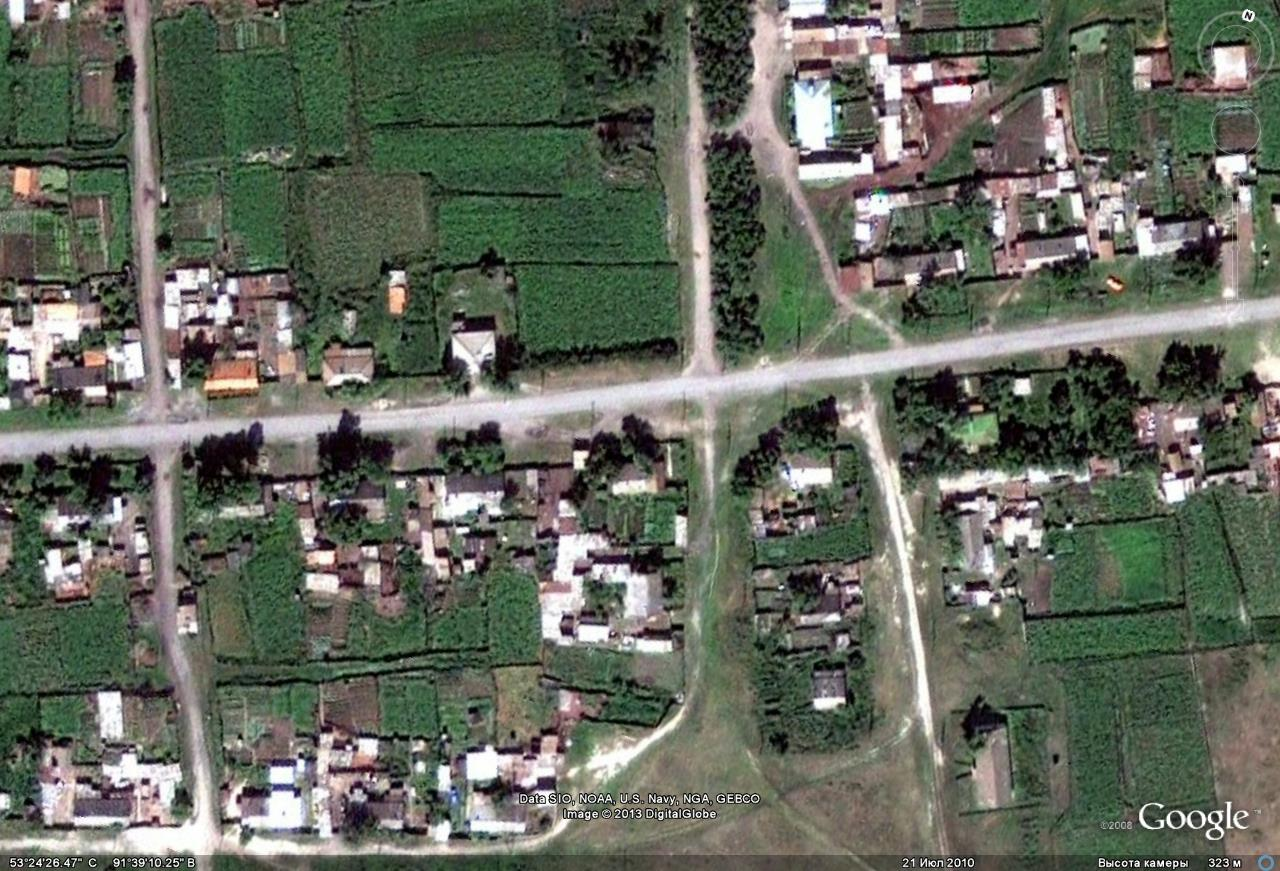 N
Data SIO, NOAA, U.S. Navy, NGA, GEBCO
Image © 2013 DigitalGlobe
©2008 Google™
53°24'26.47" С 91°39'10.25" В 21 Июл 2010 Высота камеры 323 м